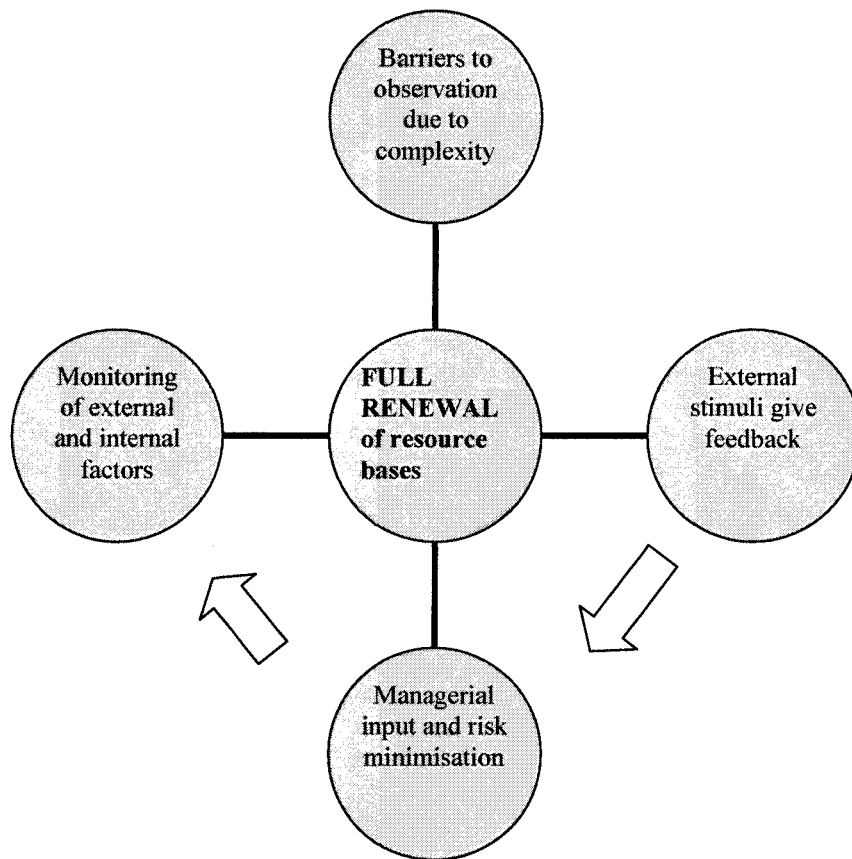 Barriers to
observation
due to
complexity
Monitoring
of external
and internal
factors
FULL
RENEWAL
of resource
bases
External
stimuli give
feedback
Managerial
input and risk
minimisation